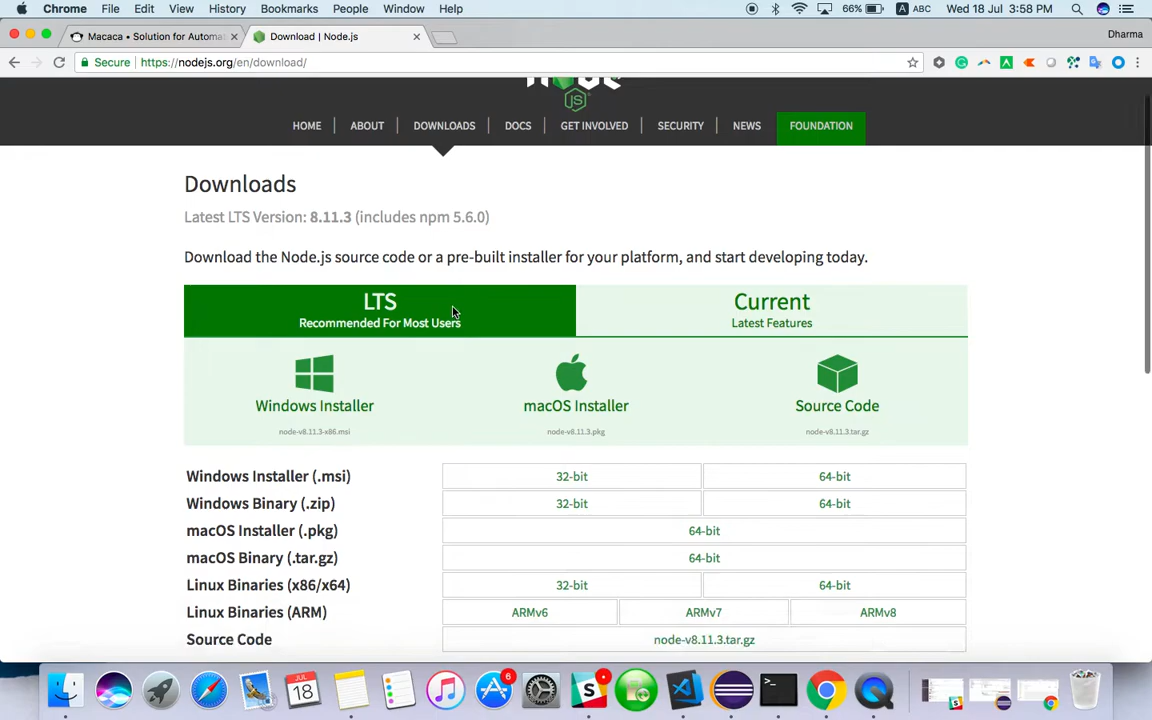 Chrome File Edit View History Bookmarks People Window Help 66% A ABC Wed 18 Jul 3:58 PM
Macaca • Solution for Automat Download | Node.js Dharma
Secure https://nodejs.org/en/download/
JS
HOME ABOUT DOWNLOADS DOCS GET INVOLVED SECURITY NEWS FOUNDATION
Downloads
Latest LTS Version: 8.11.3 (includes npm 5.6.0)
Download the Node.js source code or a pre-built installer for your platform, and start developing today.
LTS Current
Recommended For Most Users Latest Features
Windows Installer macOS Installer Source Code
node-v8.11.3-x86.msi node-v8.11.3.pkg node-v8.11.3.tar.gz
Windows Installer (.msi) 32-bit 64-bit
Windows Binary (.zip) 32-bit 64-bit
macOS Installer (.pkg) 64-bit
macOS Binary (.tar.gz) 64-bit
Linux Binaries (x86/x64) 32-bit 64-bit
Linux Binaries (ARM) ARMv6 ARMv7 ARMv8
Source Code node-v8.11.3.tar.gz
18 6